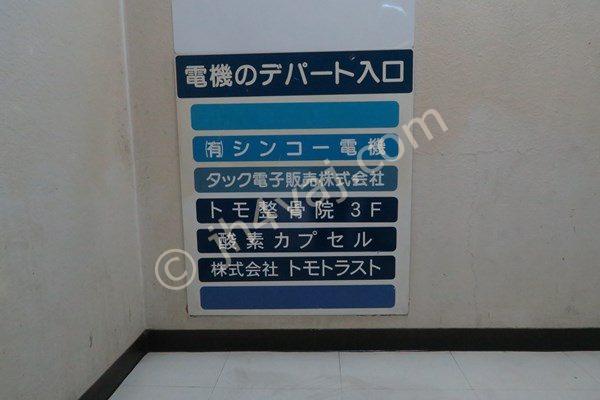 電機のデパート入口
㈲シンコー電機
タック電子販売株式会社
トモ整骨院 3F
酸素カプセル
株式会社 トモトラスト
© jh4vaj.com